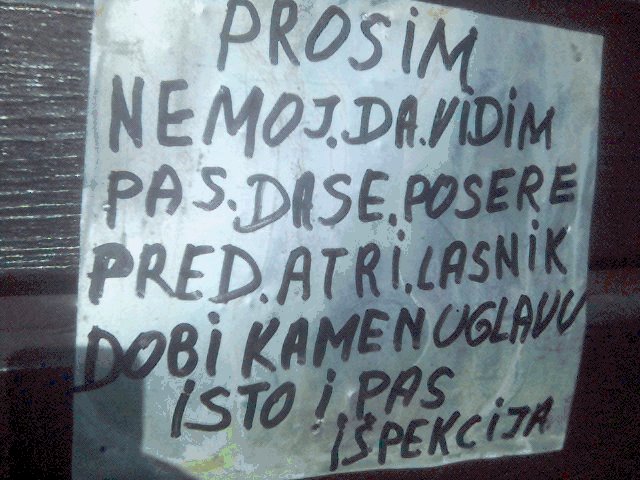 PROSiM
NEMOJ.DA.ViDiM
PAS.DASE.POSERE
PRED.ATRi.LASNiK
DOBi KAMEN UGLAVU
iSTO i PAS
iŠPEKCiJA